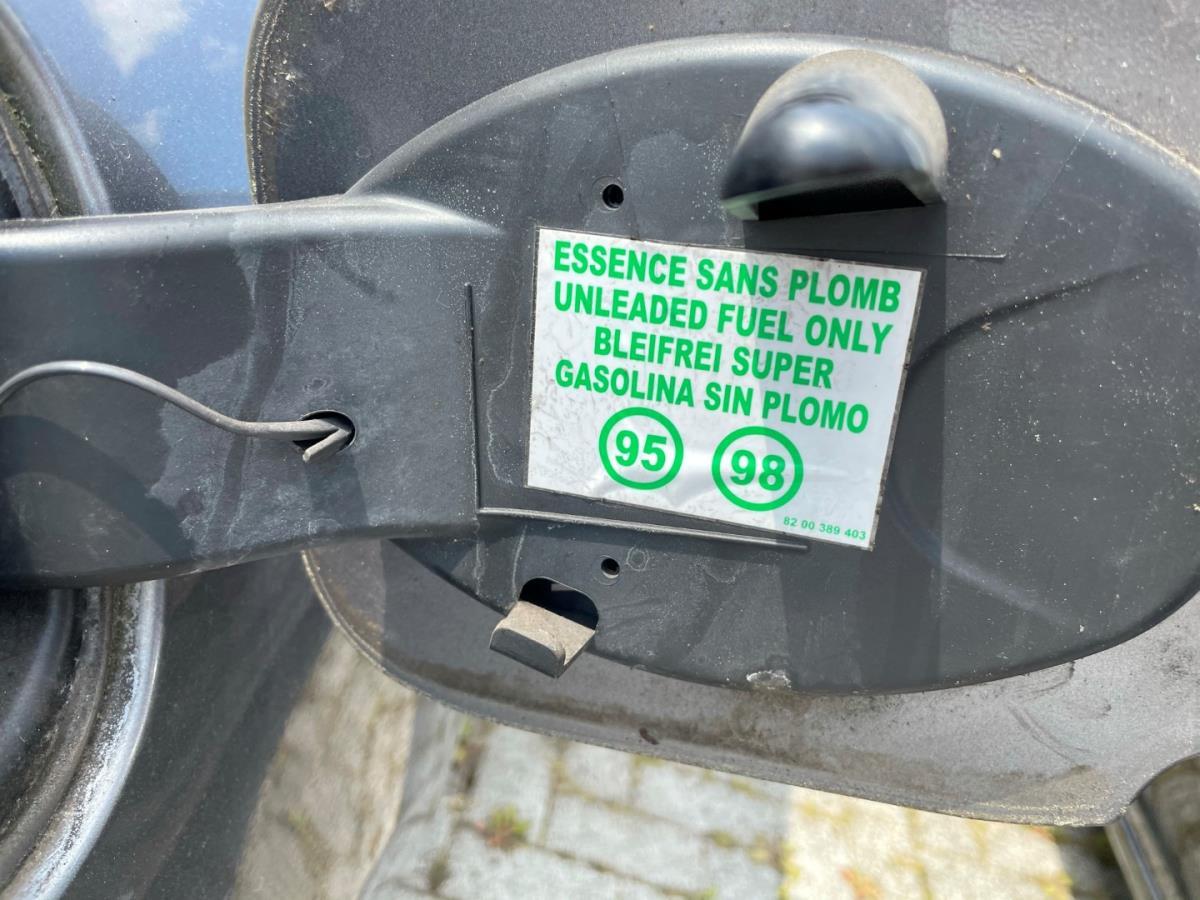 ESSENCE SANS PLOMB
UNLEADED FUEL ONLY
BLEIFREI SUPER
GASOLINA SIN PLOMO
95 98
82 00 389 403